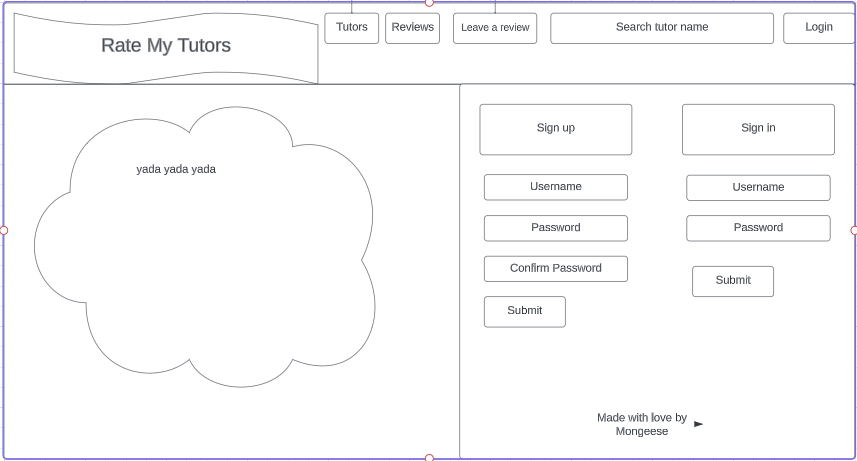 Rate My Tutors
Tutors
Reviews
Leave a review
Search tutor name
Login
yada yada yada
Sign up
Sign in
Username
Username
Password
Password
Confirm Password
Submit
Submit
Made with love by
Mongeese